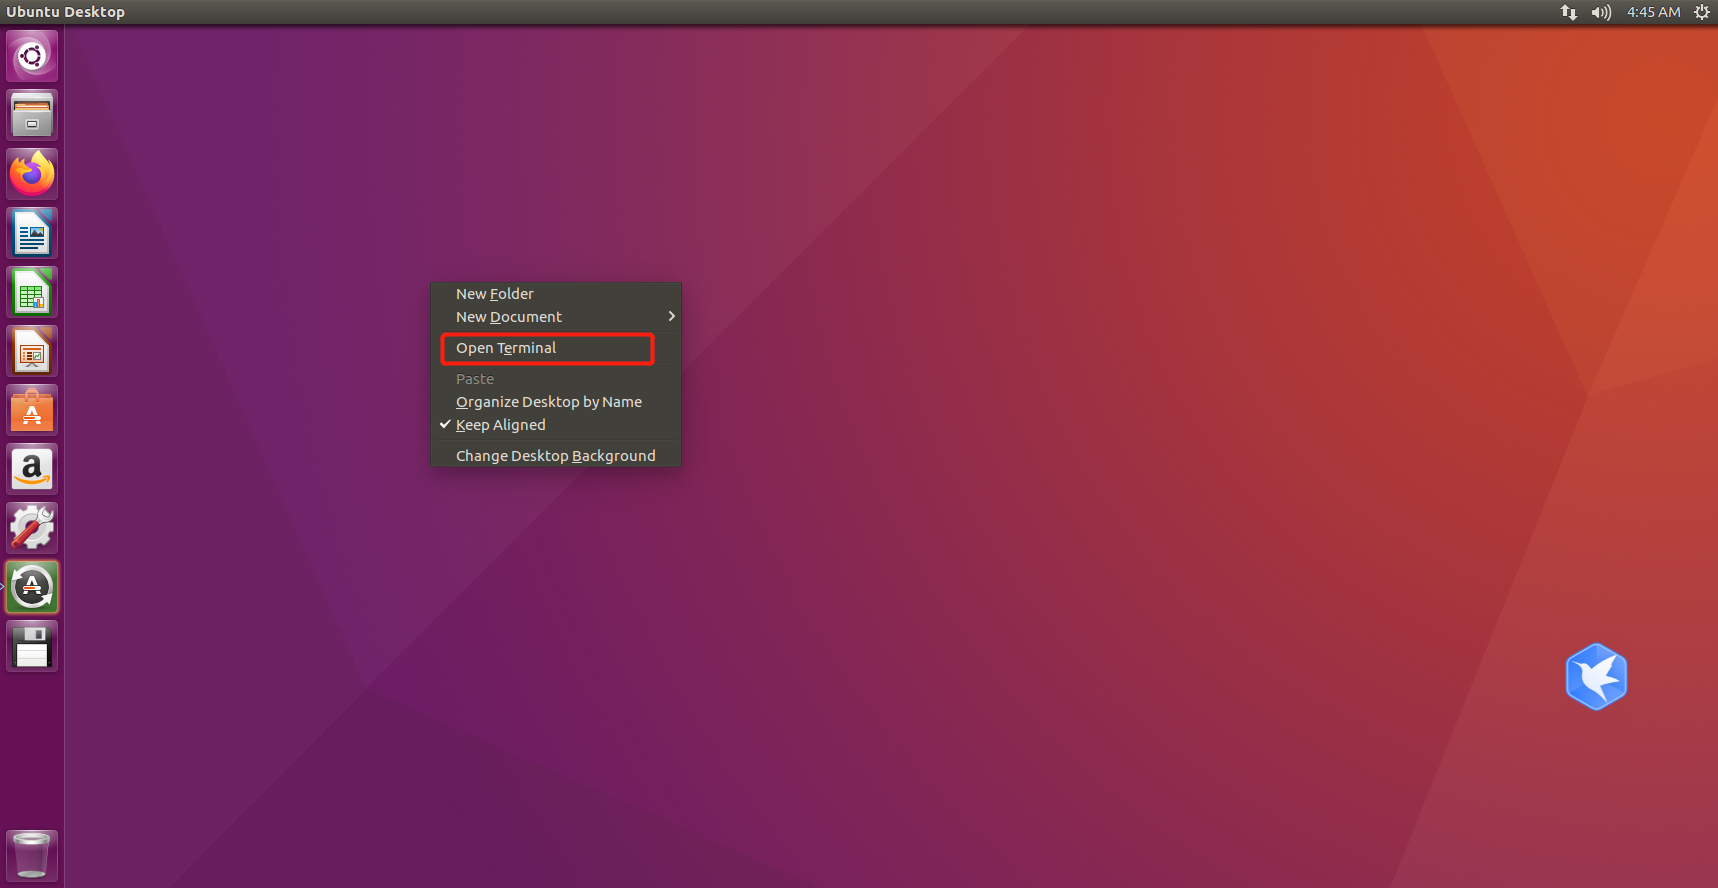 Ubuntu Desktop
4:45 AM
New Folder
New Document
Open Terminal
Paste
Organize Desktop by Name
Keep Aligned
Change Desktop Background